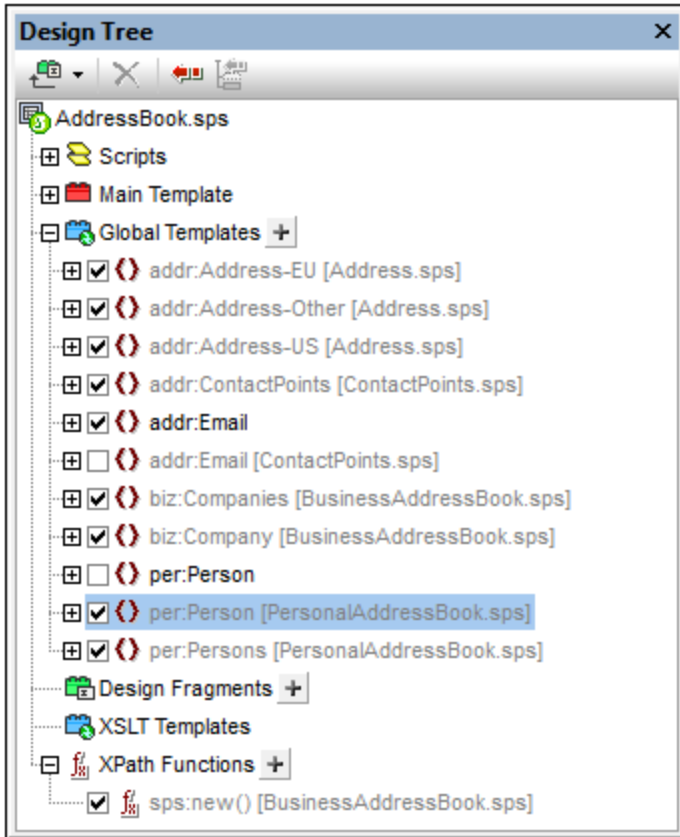 Design Tree
AddressBook.sps
Scripts
Main Template
Global Templates
addr:Address-EU [Address.sps]
addr:Address-Other [Address.sps]
addr:Address-US [Address.sps]
addr:ContactPoints [ContactPoints.sps]
addr:Email
addr:Email [ContactPoints.sps]
biz:Companies [BusinessAddressBook.sps]
biz:Company [BusinessAddressBook.sps]
per:Person
per:Person [PersonalAddressBook.sps]
per:Persons [PersonalAddressBook.sps]
Design Fragments
XSLT Templates
XPath Functions
sps:new() [BusinessAddressBook.sps]